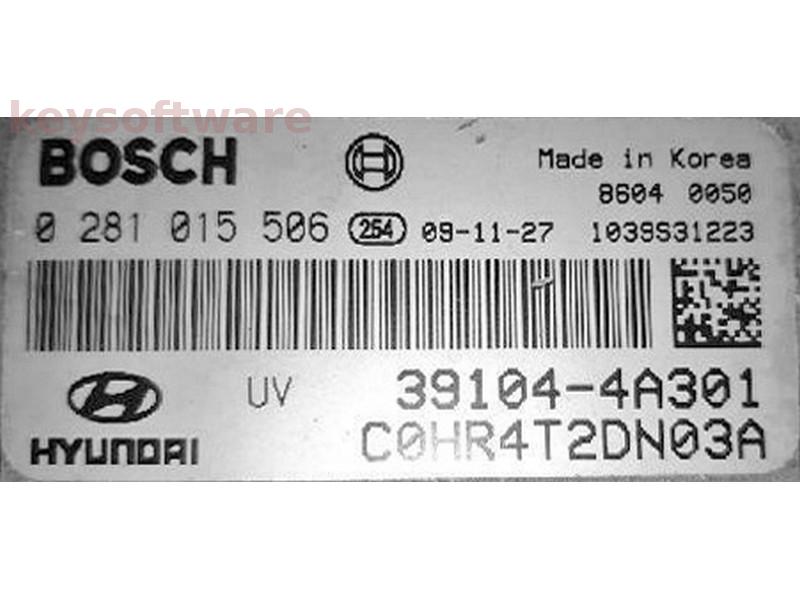 keysoftware
BOSCH
Made in Korea
8604 0050
0 281 015 506 254 09-11-27 1039S31223
UV 39104-4A301
HYUNDAI C0HR4T2DN03A